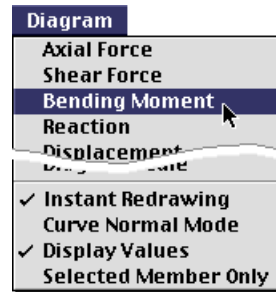 Diagram
Axial Force
Shear Force
Bending Moment
Reaction
Displacement
✓ Instant Redrawing
Curve Normal Mode
✓ Display Values
Selected Member Only